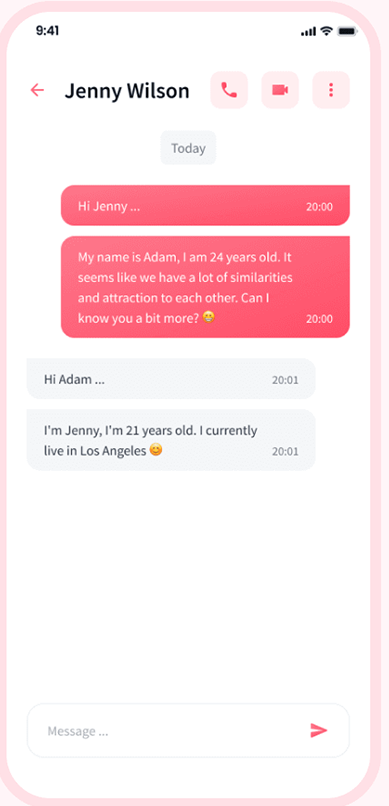 9:41
Jenny Wilson
Today
Hi Jenny ...
20:00
My name is Adam, I am 24 years old. It
seems like we have a lot of similarities
and attraction to each other. Can I
know you a bit more? 😁
20:00
Hi Adam ...
20:01
I'm Jenny, I'm 21 years old. I currently
live in Los Angeles 😊
20:01
Message ...